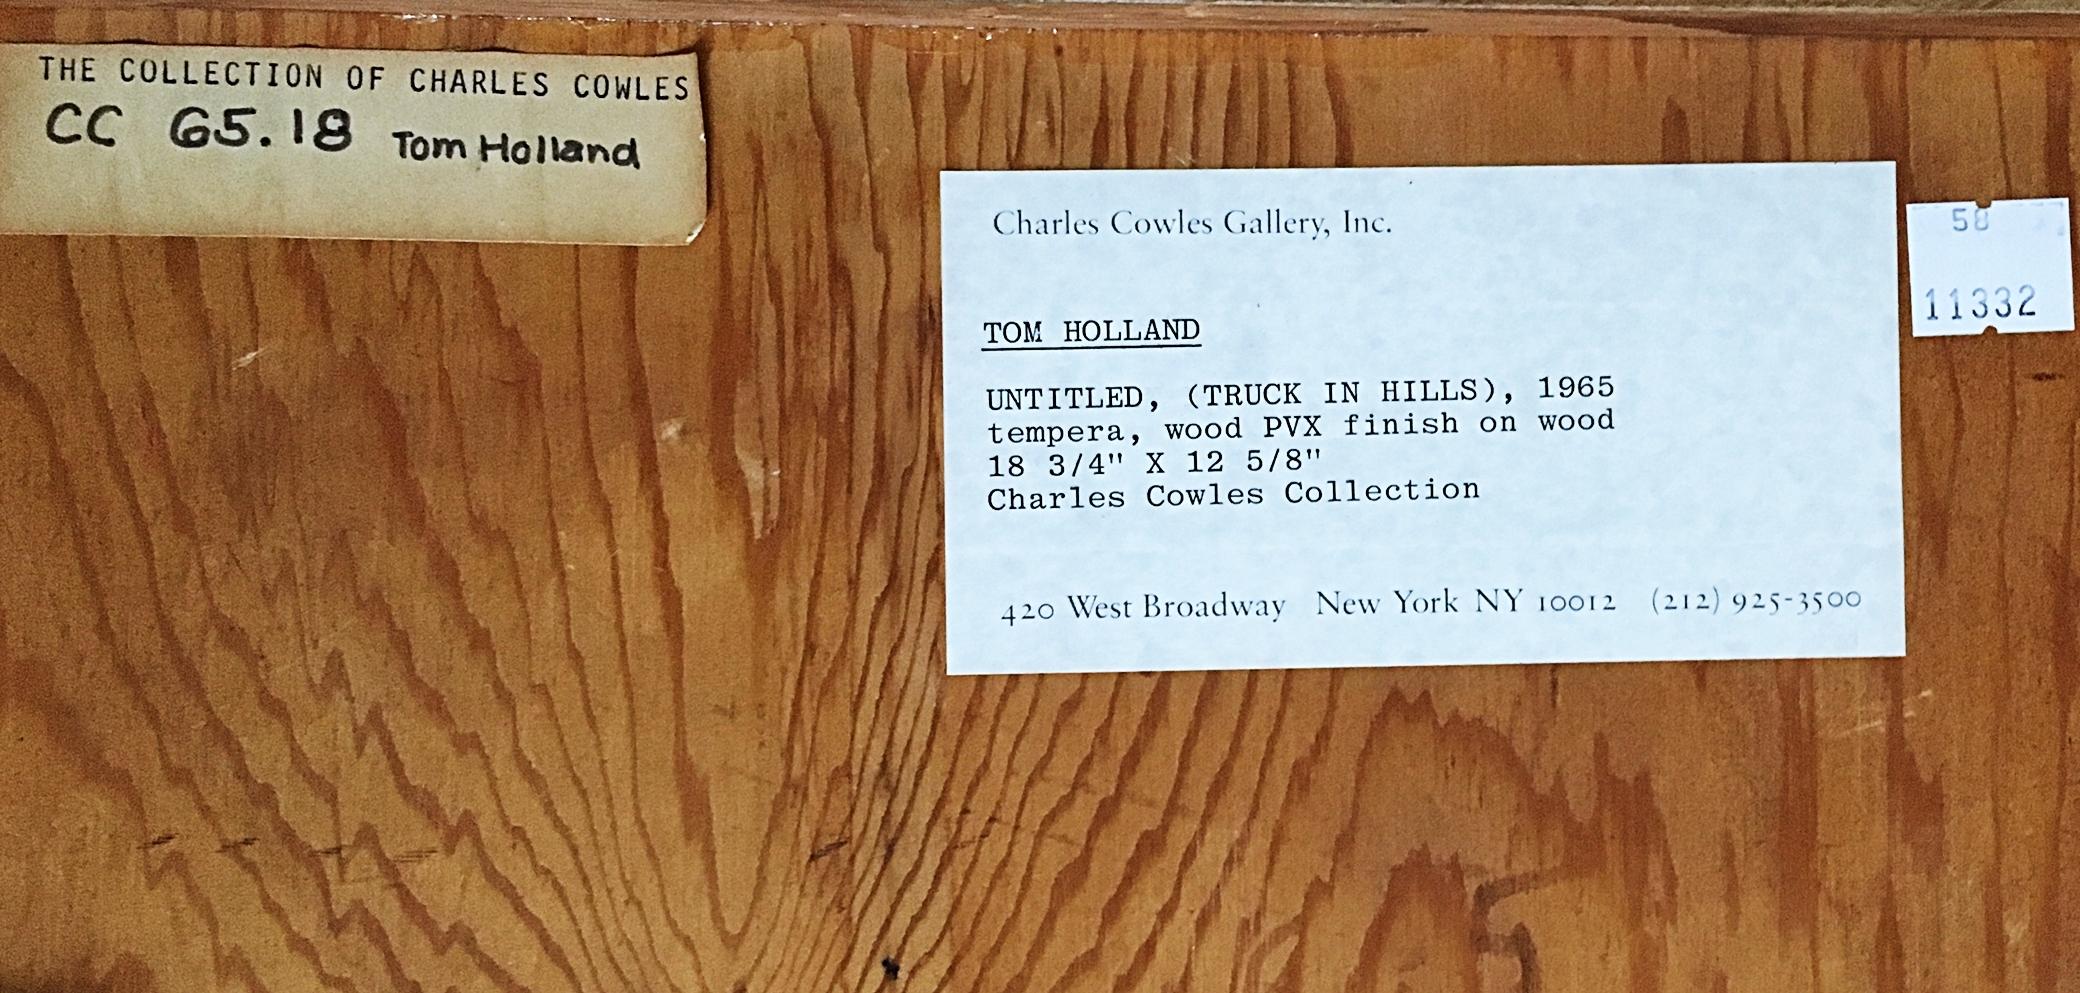 THE COLLECTION OF CHARLES COWLES
CC 65.18 Tom Holland
Charles Cowles Gallery, Inc.
TOM HOLLAND
UNTITLED, (TRUCK IN HILLS), 1965
tempera, wood PVX finish on wood
18 3/4" X 12 5/8"
Charles Cowles Collection
420 West Broadway New York NY 10012 (212) 925-3500
58
11332